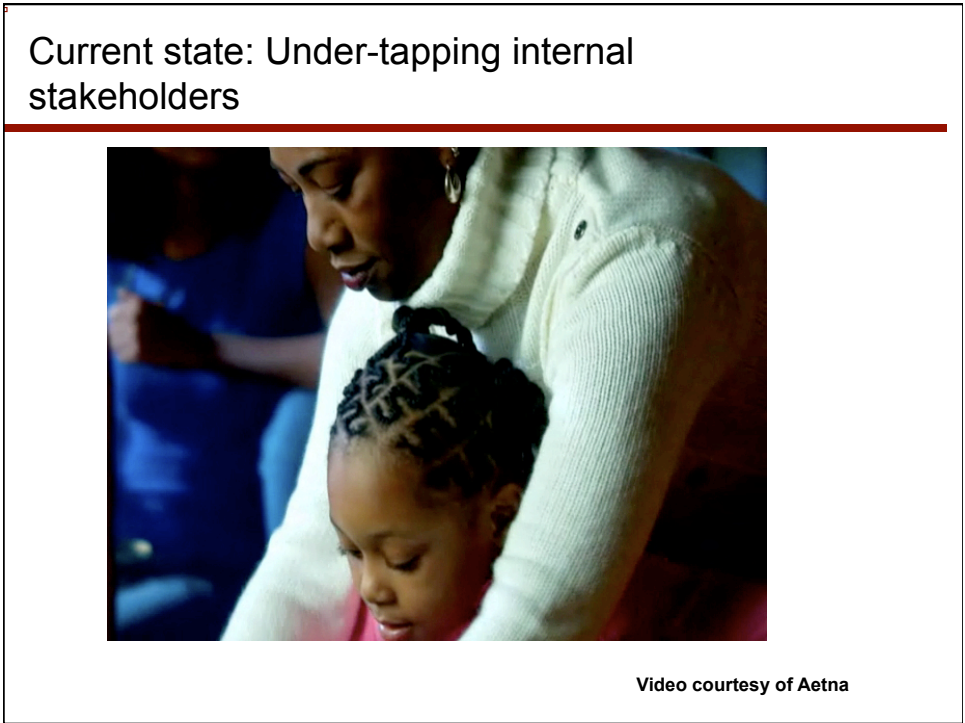 Current state: Under-tapping internal
stakeholders
Video courtesy of Aetna